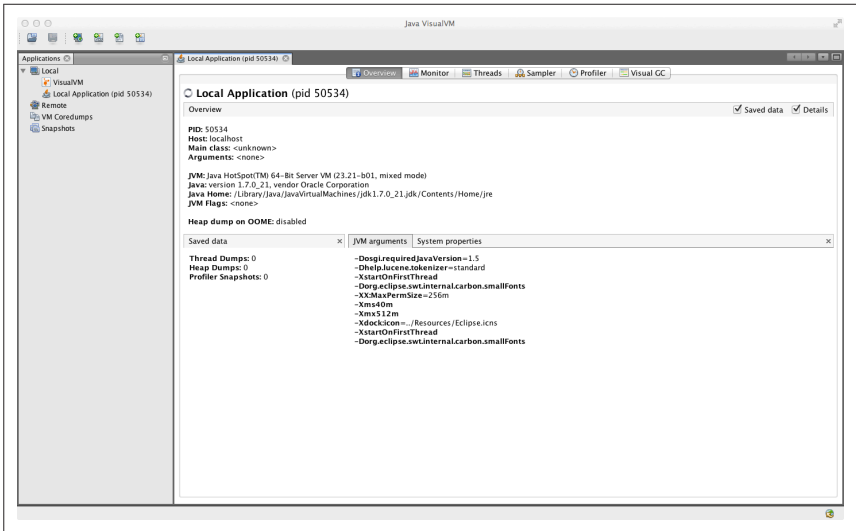 Java VisualVM
Applications
Local
VisualVM
Local Application (pid 50534)
Remote
VM Coredumps
Snapshots
Local Application (pid 50534)
Overview
Monitor
Threads
Sampler
Profiler
Visual GC
Local Application (pid 50534)
Overview
Saved data
Details
PID: 50534
Host: localhost
Main class: <unknown>
Arguments: <none>
JVM: Java HotSpot(TM) 64-Bit Server VM (23.21-b01, mixed mode)
Java: version 1.7.0_21, vendor Oracle Corporation
Java Home: /Library/Java/JavaVirtualMachines/jdk1.7.0_21.jdk/Contents/Home/jre
JVM Flags: <none>
Heap dump on OOME: disabled
Saved data
Thread Dumps: 0
Heap Dumps: 0
Profiler Snapshots: 0
JVM arguments
System properties
-Dosgi.requiredJavaVersion=1.5
-Dhelp.lucene.tokenizer=standard
-XstartOnFirstThread
-Dorg.eclipse.swt.internal.carbon.smallFonts
-XX:MaxPermSize=256m
-Xms40m
-Xmx512m
-Xdock:icon=../Resources/Eclipse.icns
-XstartOnFirstThread
-Dorg.eclipse.swt.internal.carbon.smallFonts